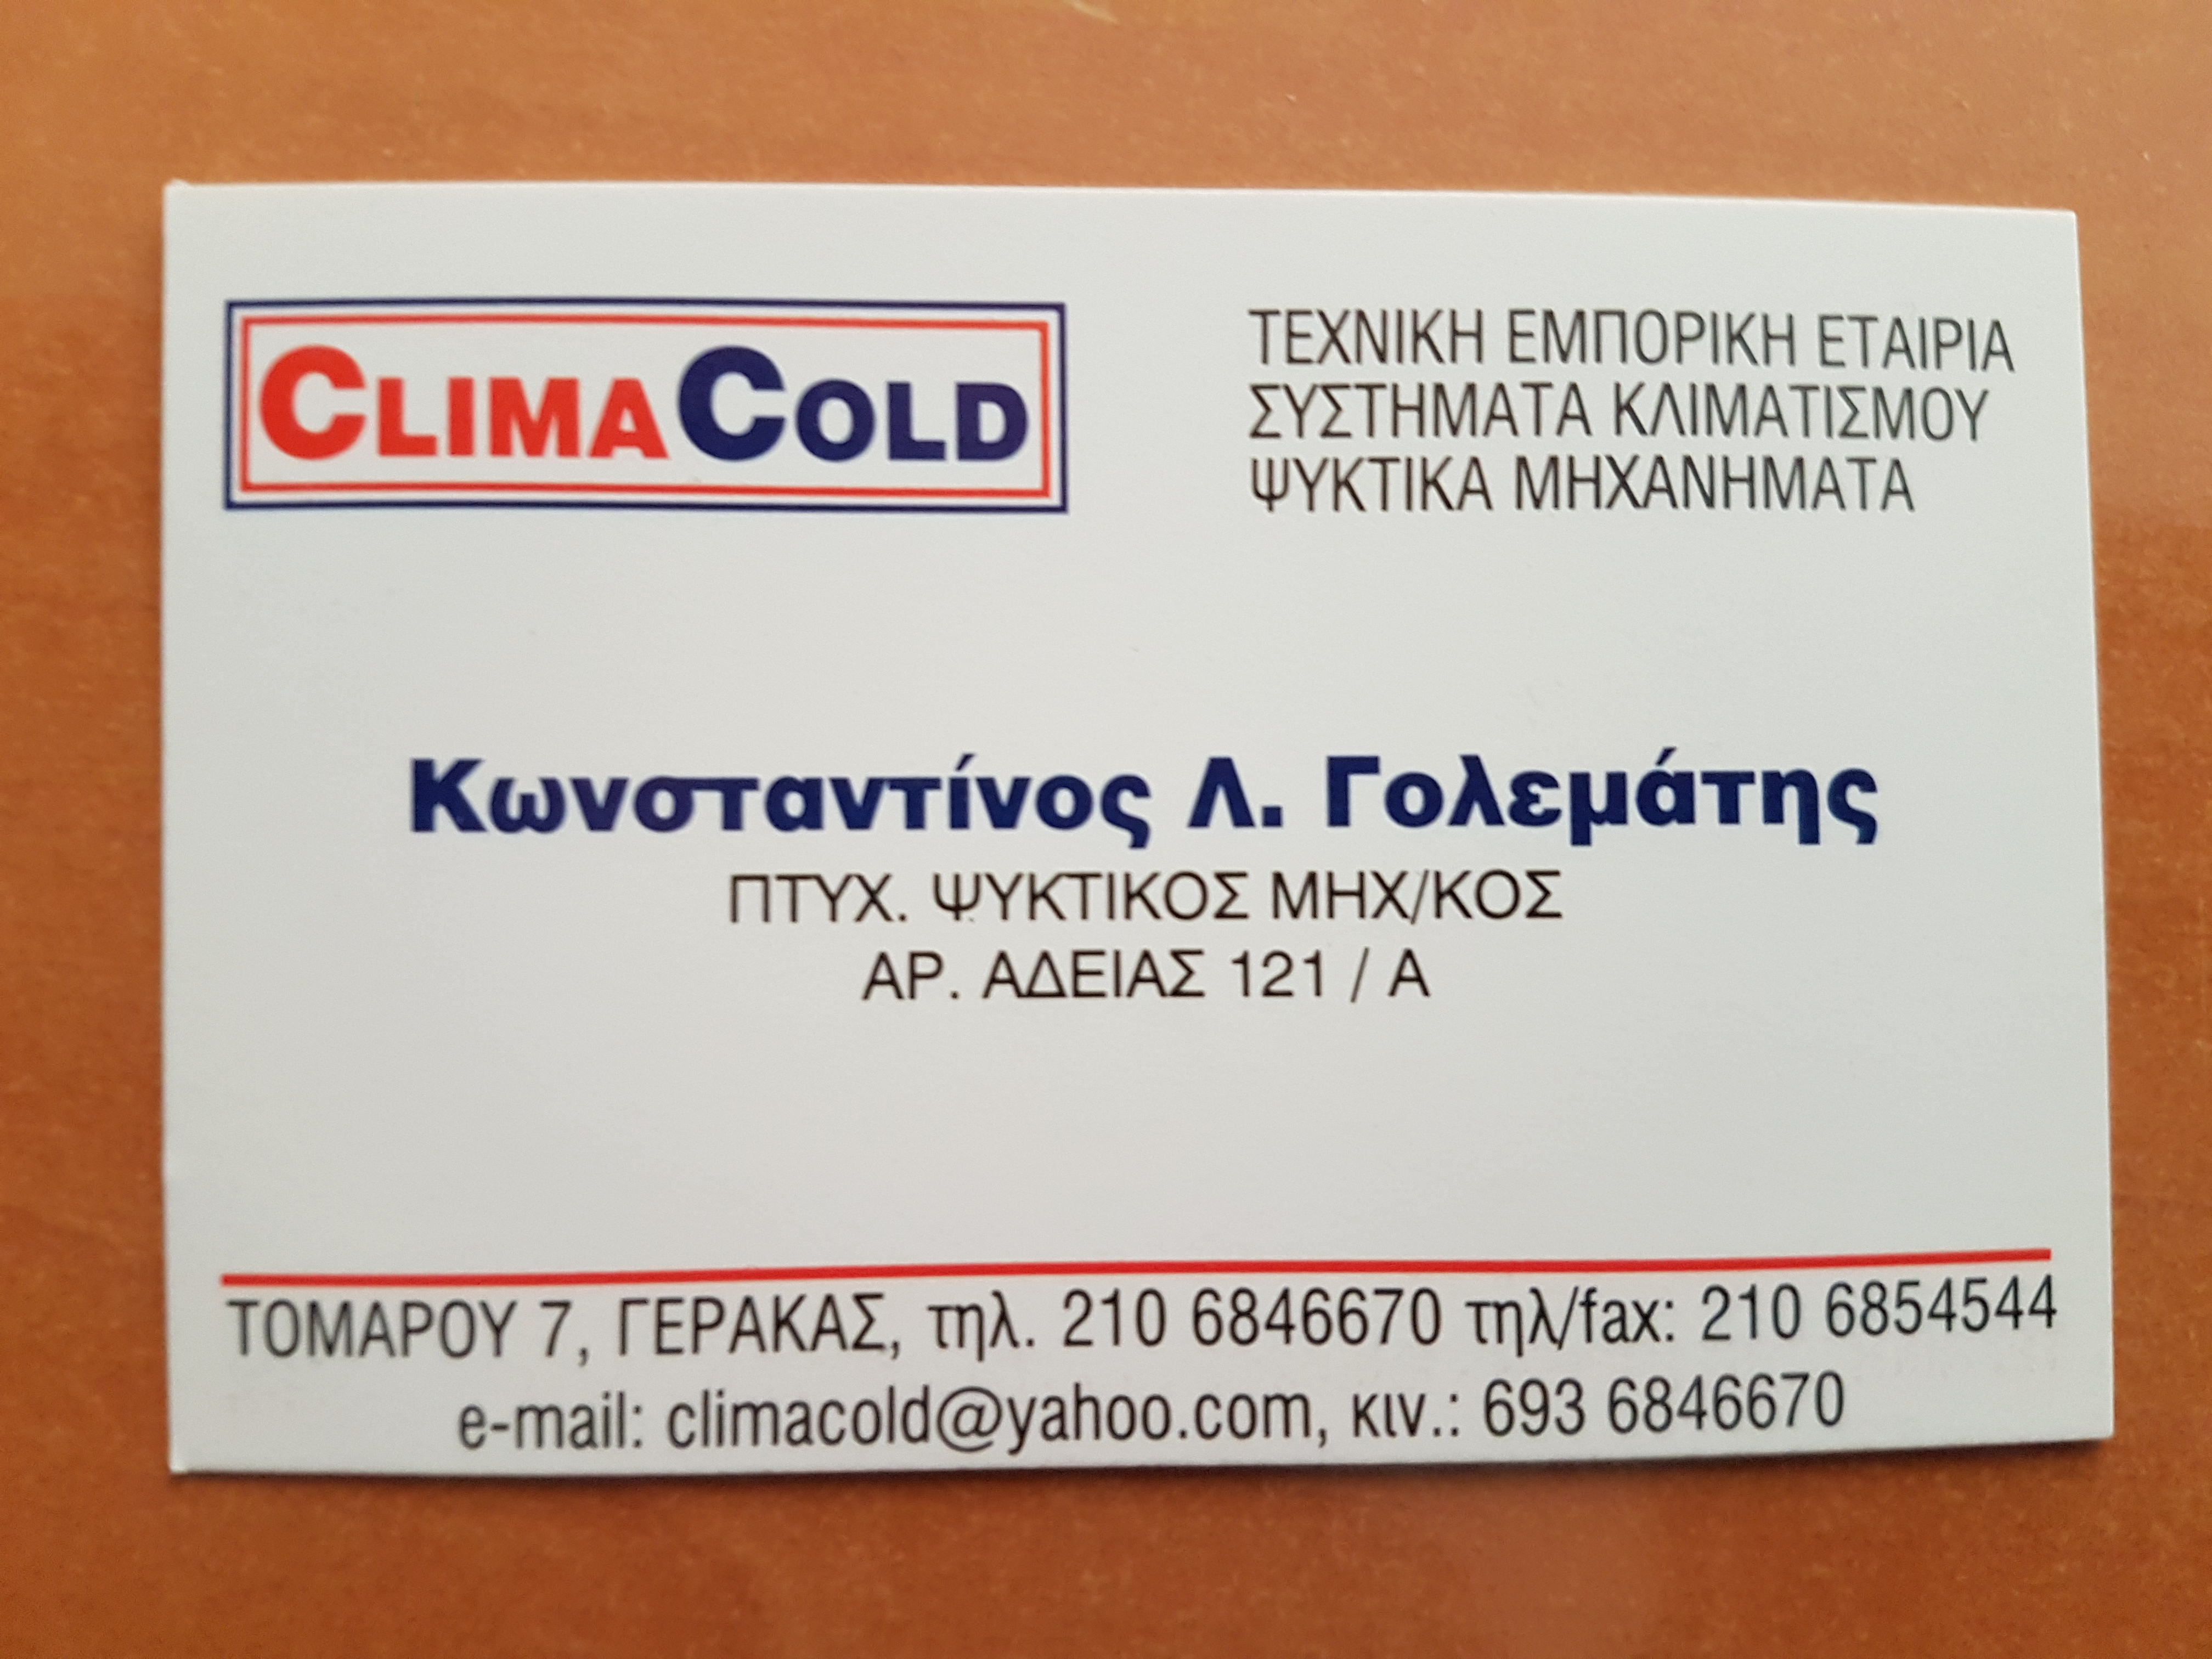 CLIMACOLD
ΤΕΧΝΙΚΗ ΕΜΠΟΡΙΚΗ ΕΤΑΙΡΙΑ
ΣΥΣΤΗΜΑΤΑ ΚΛΙΜΑΤΙΣΜΟΥ
ΨΥΚΤΙΚΑ ΜΗΧΑΝΗΜΑΤΑ
Κωνσταντίνος Λ. Γολεμάτης
ΠΤΥΧ. ΨΥΚΤΙΚΟΣ ΜΗΧ/ΚΟΣ
ΑΡ. ΑΔΕΙΑΣ 121 / Α
ΤΟΜΑΡΟΥ 7, ΓΕΡΑΚΑΣ, τηλ. 210 6846670 τηλ/fax: 210 6854544
e-mail: climacold@yahoo.com, κιν.: 693 6846670